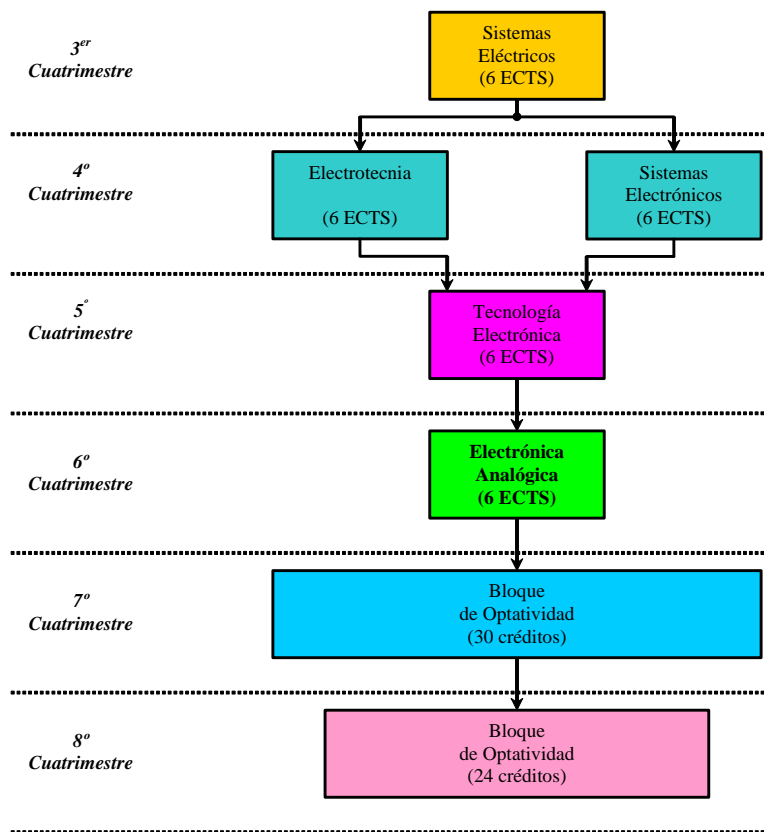 3er
Cuatrimestre
Sistemas
Eléctricos
(6 ECTS)
4º
Cuatrimestre
Electrotecnia
(6 ECTS)
Sistemas
Electrónicos
(6 ECTS)
5º
Cuatrimestre
Tecnología
Electrónica
(6 ECTS)
6º
Cuatrimestre
Electrónica
Analógica
(6 ECTS)
7º
Cuatrimestre
Bloque
de Optatividad
(30 créditos)
8º
Cuatrimestre
Bloque
de Optatividad
(24 créditos)